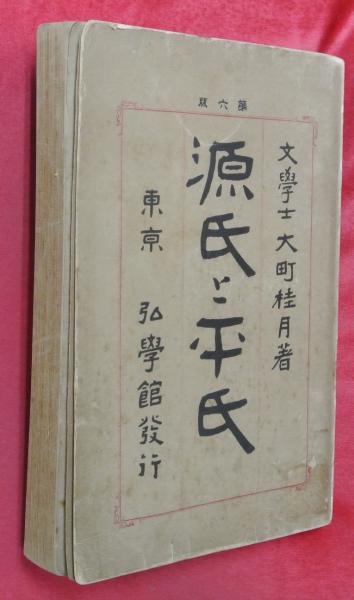 版六第
文學士 大町桂月著
源氏と平氏
東京 弘學館發行